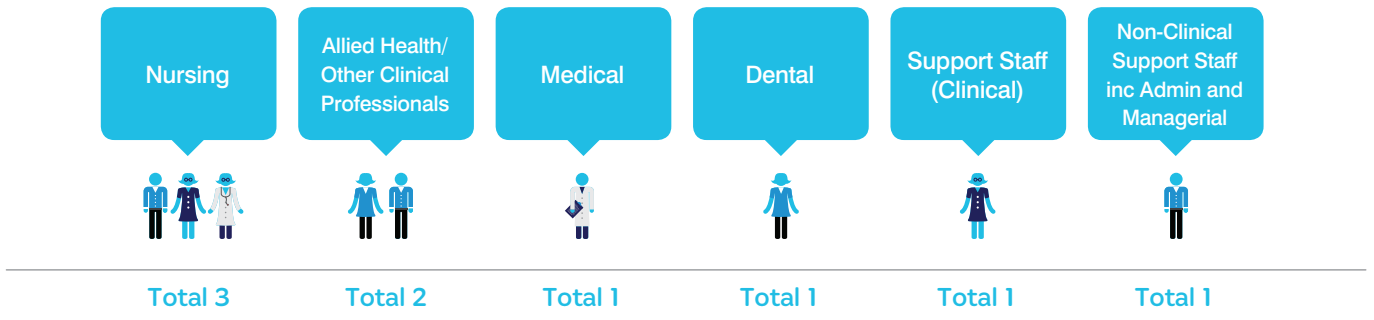 Nursing
Allied Health/
Other Clinical
Professionals
Medical
Dental
Support Staff
(Clinical)
Non-Clinical
Support Staff
inc Admin and
Managerial
Total 3
Total 2
Total 1
Total 1
Total 1
Total 1